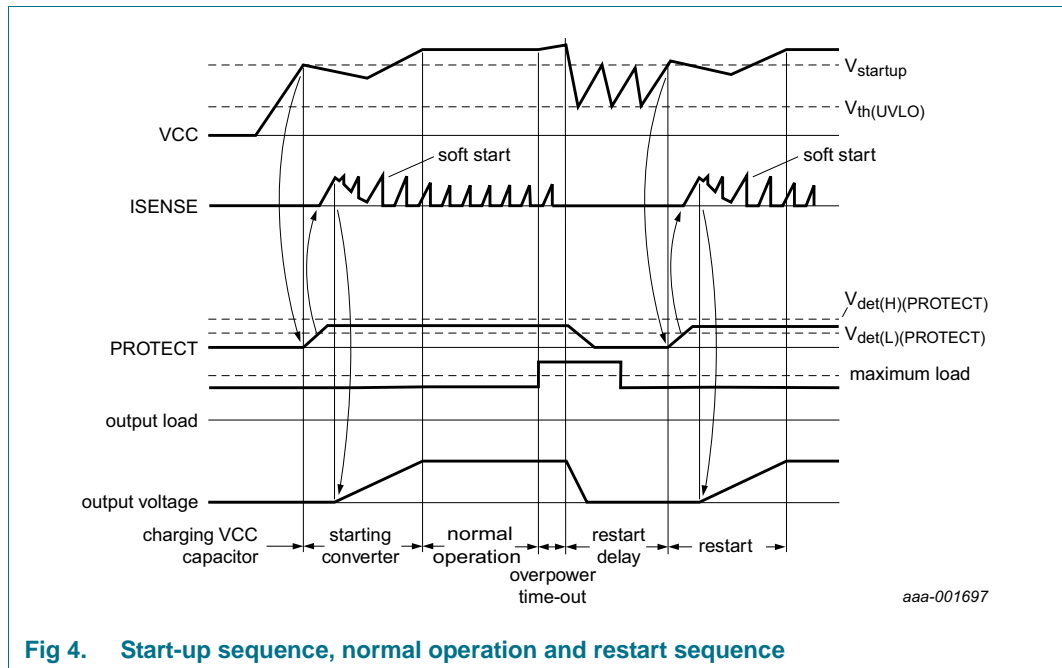 Vstartup
Vth(UVLO)
VCC
soft start
soft start
ISENSE
Vdet(H)(PROTECT)
Vdet(L)(PROTECT)
PROTECT
maximum load
output load
output voltage
charging VCC
capacitor
starting
converter
normal
operation
overpower
time-out
restart
delay
restart
aaa-001697
Fig 4. Start-up sequence, normal operation and restart sequence